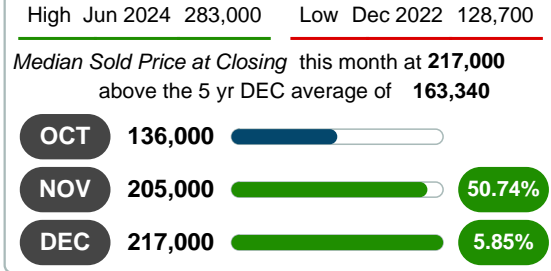 High Jun 2024 283,000 Low Dec 2022 128,700
Median Sold Price at Closing this month at 217,000
above the 5 yr DEC average of 163,340
OCT 136,000
NOV 205,000 50.74%
DEC 217,000 5.85%